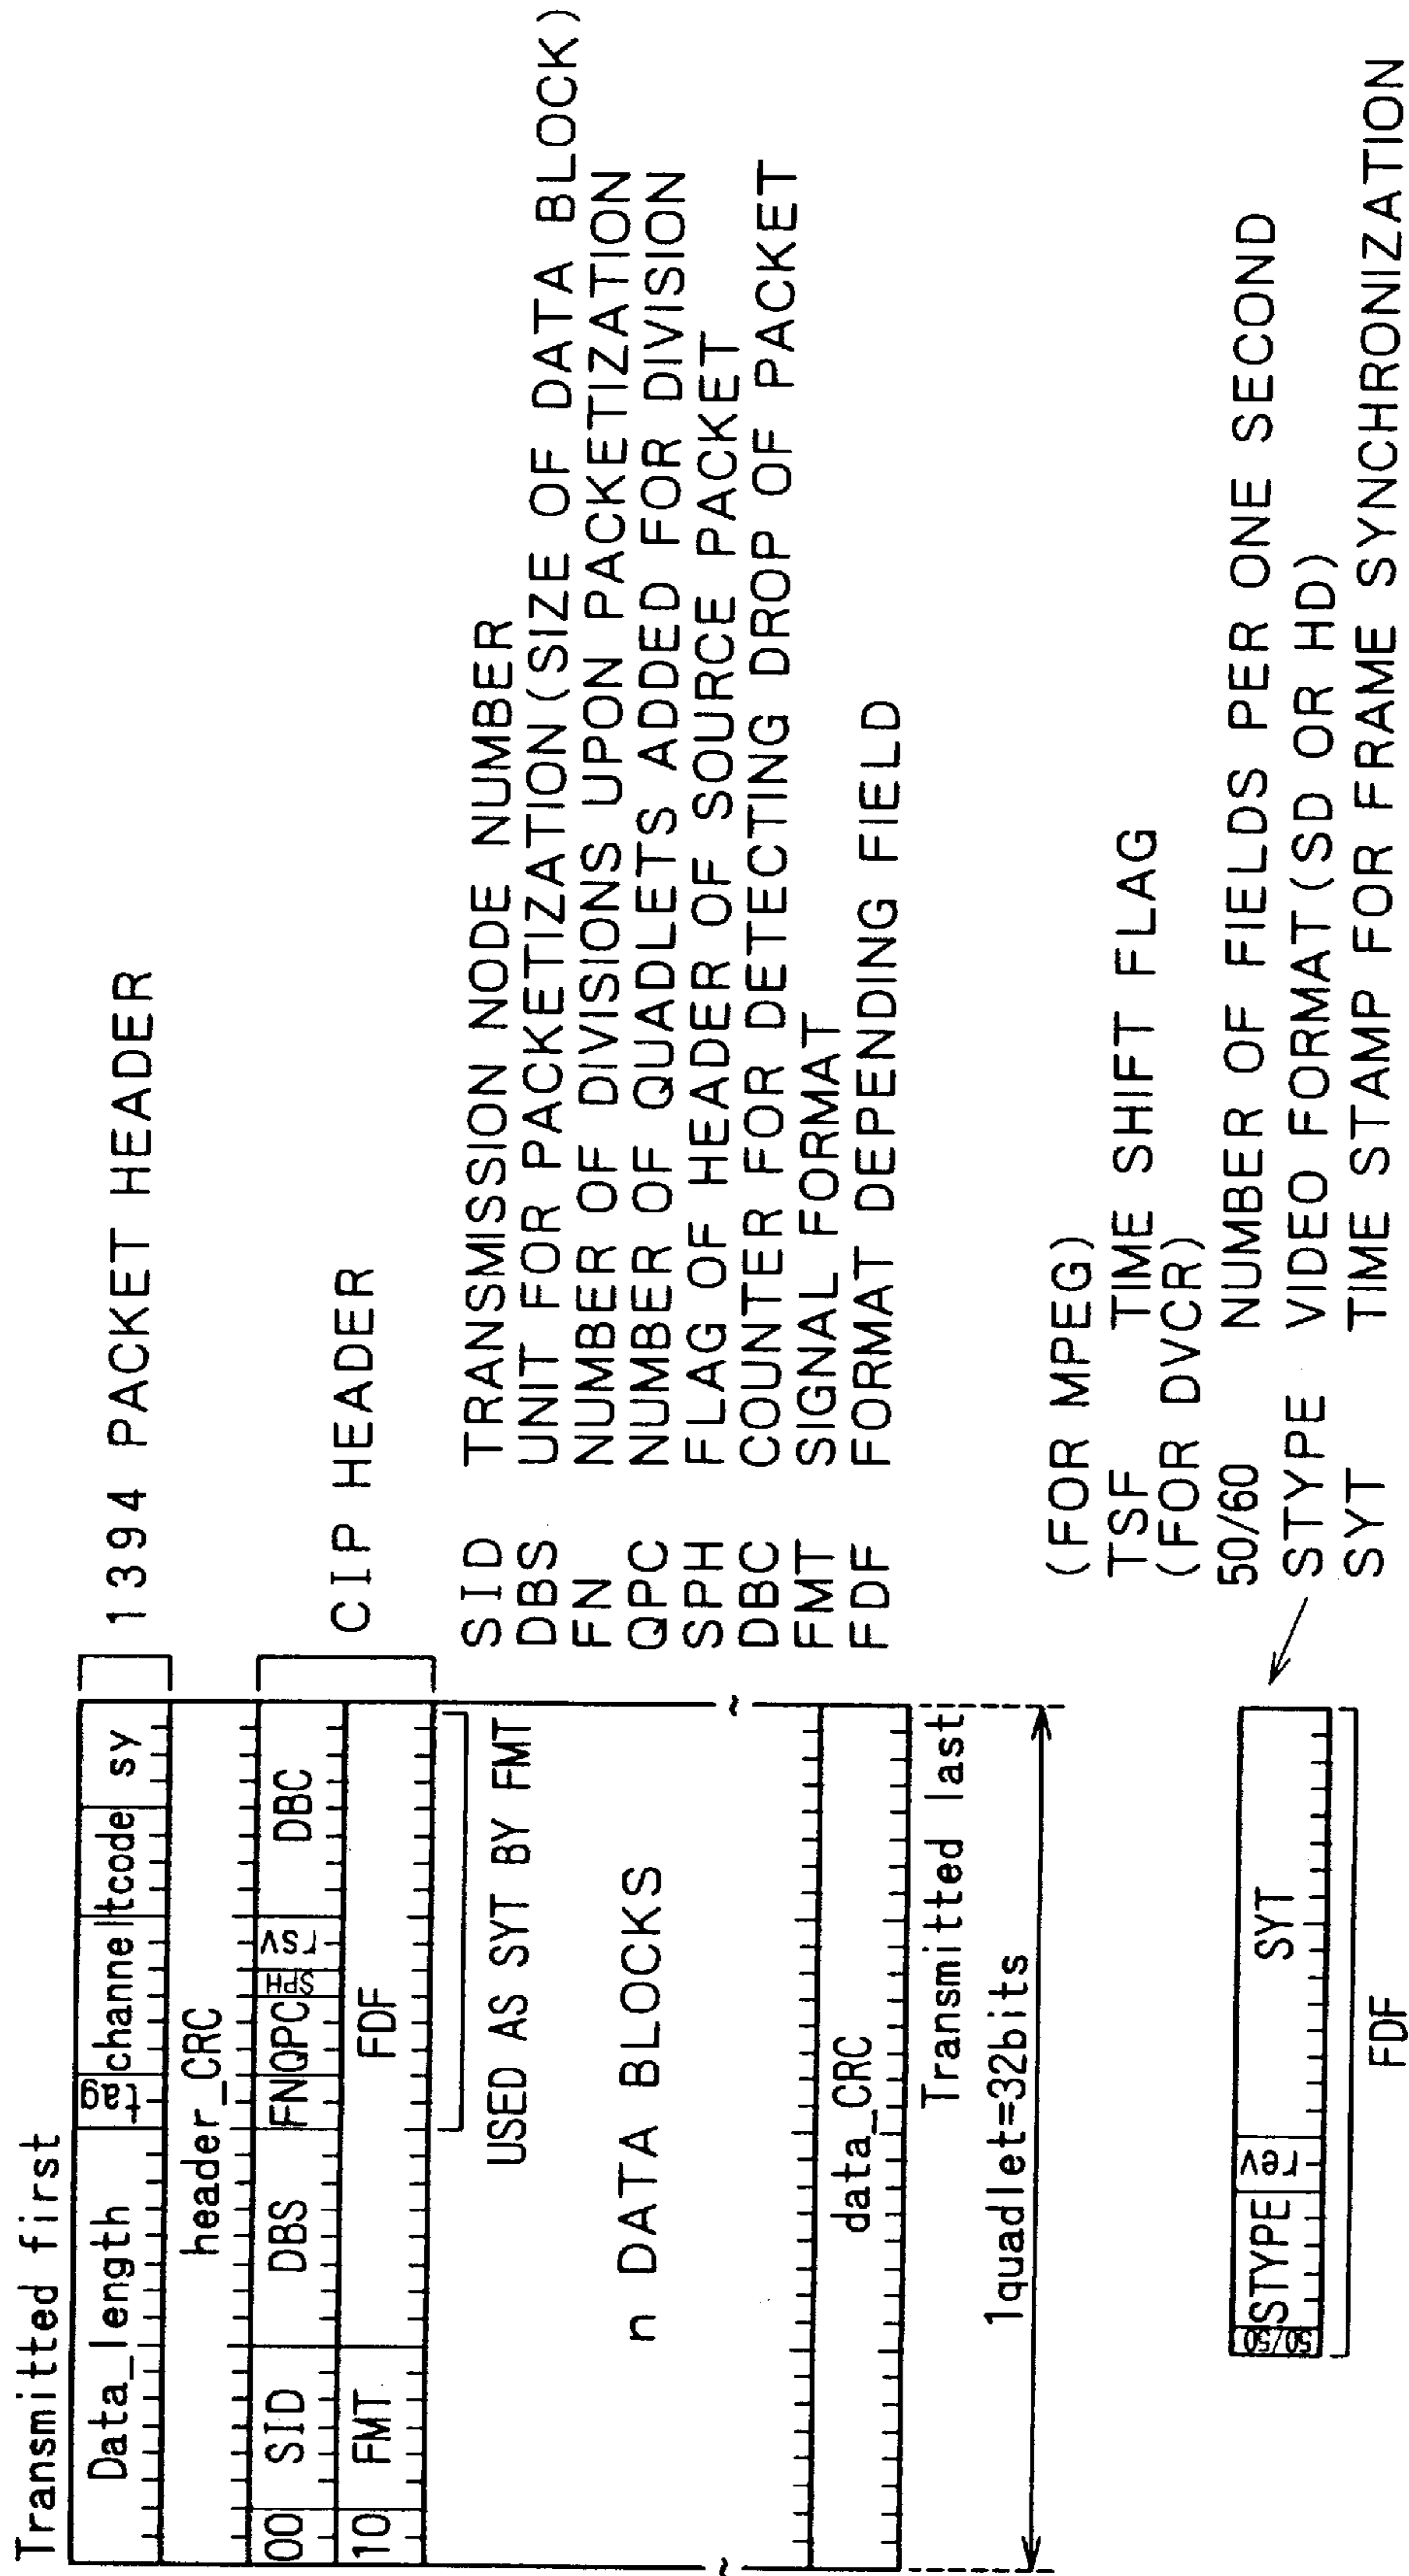 Transmitted first
Data_length tag channel tcode sy
1394 PACKET HEADER
header_CRC
00 SID DBS FN QPC SPH rsv DBC
10 FMT FDF
CIP HEADER
USED AS SYT BY FMT
n DATA BLOCKS
data_CRC
Transmitted last
1quadlet=32bits
SID TRANSMISSION NODE NUMBER
DBS UNIT FOR PACKETIZATION(SIZE OF DATA BLOCK)
FN NUMBER OF DIVISIONS UPON PACKETIZATION
QPC NUMBER OF QUADLETS ADDED FOR DIVISION
SPH FLAG OF HEADER OF SOURCE PACKET
DBC COUNTER FOR DETECTING DROP OF PACKET
FMT SIGNAL FORMAT
FDF FORMAT DEPENDING FIELD
(FOR MPEG)
TSF TIME SHIFT FLAG
(FOR DVCR)
50/60 NUMBER OF FIELDS PER ONE SECOND
STYPE VIDEO FORMAT(SD OR HD)
SYT TIME STAMP FOR FRAME SYNCHRONIZATION
50/50 STYPE rev SYT
FDF